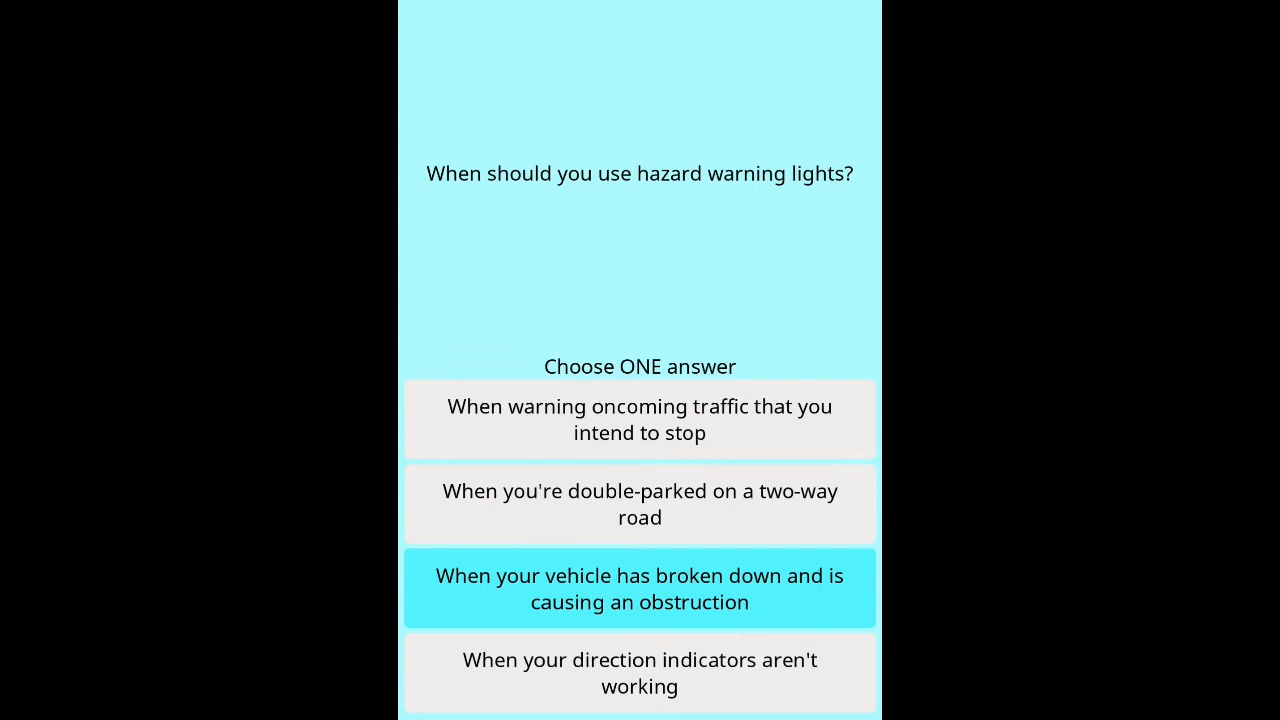 When should you use hazard warning lights?
Choose ONE answer
When warning oncoming traffic that you
intend to stop
When you're double-parked on a two-way
road
When your vehicle has broken down and is
causing an obstruction
When your direction indicators aren't
working